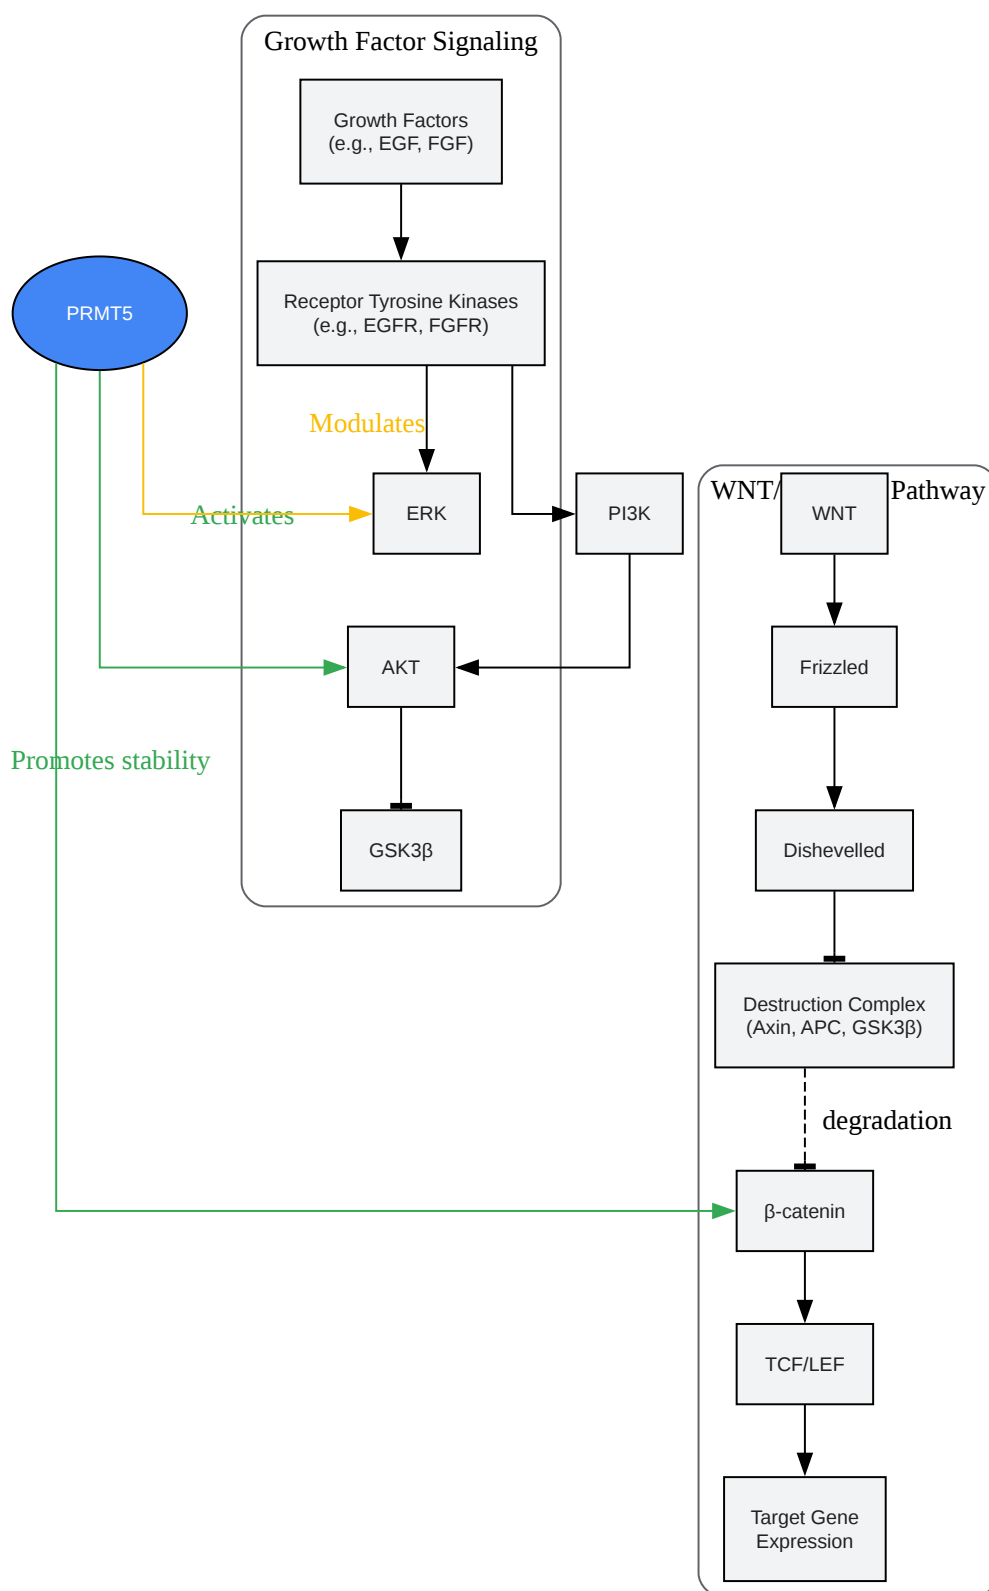 Growth Factor Signaling
Growth Factors
(e.g., EGF, FGF)
Receptor Tyrosine Kinases
(e.g., EGFR, FGFR)
PRMT5
Modulates
Activates
ERK
PI3K
WNT/
Pathway
WNT
AKT
Frizzled
Promotes stability
GSK3β
Dishevelled
Destruction Complex
(Axin, APC, GSK3β)
degradation
β-catenin
TCF/LEF
Target Gene
Expression